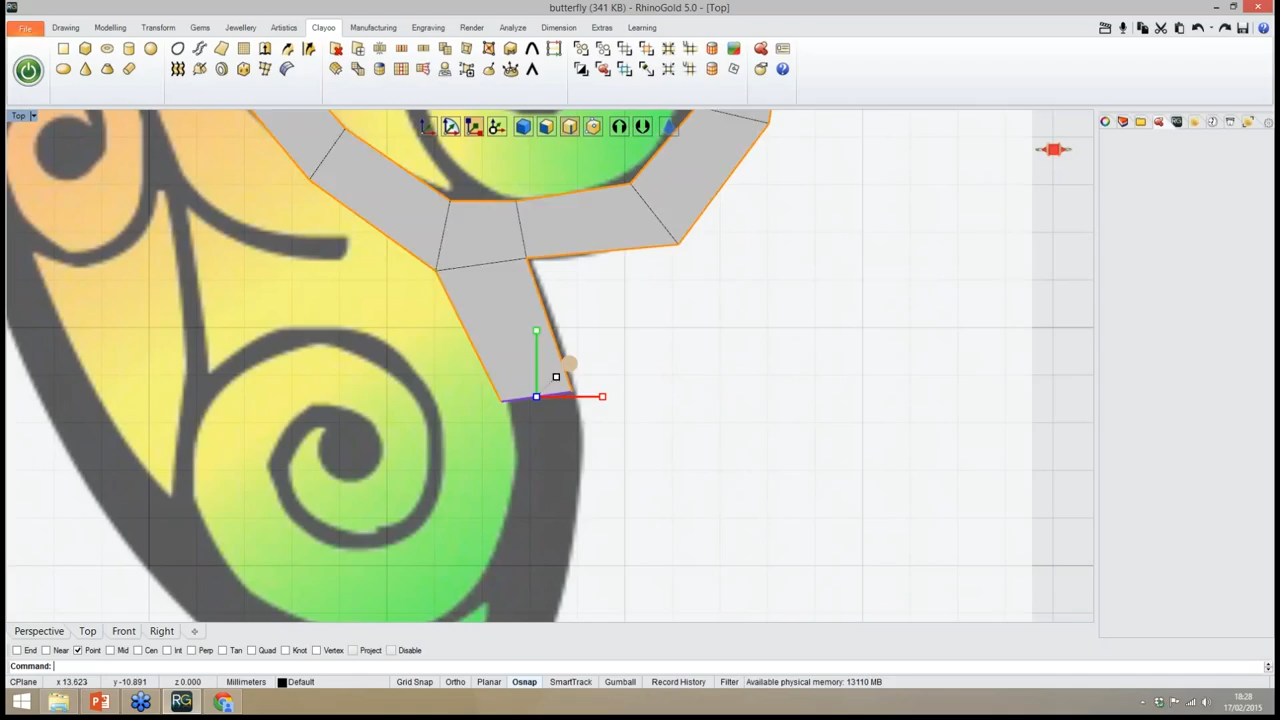 butterfly (341 KB) - RhinoGold 5.0 - [Top]
File Drawing Modelling Transform Gems Jewellery Artistics Clayoo Manufacturing Engraving Render Analyze Dimension Extras Learning
Top
Perspective Top Front Right
End Near Point Mid Cen Int Perp Tan Quad Knot Vertex Project Disable
Command:
CPlane x 13.623 y -10.891 z 0.000 Millimeters Default Grid Snap Ortho Planar Osnap SmartTrack Gumball Record History Filter Available physical memory: 13110 MB
18:28
17/02/2015